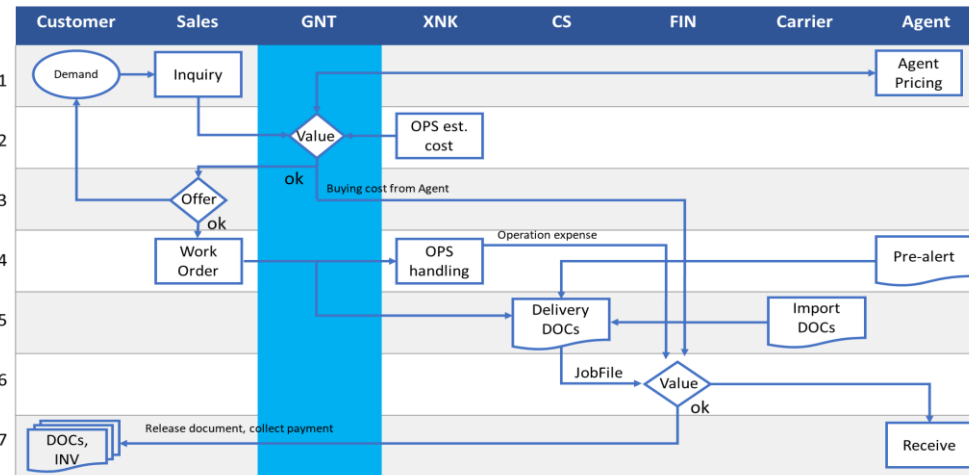 Customer Sales GNT XNK CS FIN Carrier Agent
1
Demand
Inquiry
Agent
Pricing
2
Value
OPS est.
cost
ok
3
Offer
Buying cost from Agent
ok
4
Work
Order
OPS
handling
Operation expense
Pre-alert
5
Delivery
DOCs
Import
DOCs
6
JobFile
Value
ok
7
DOCs,
INV
Release document, collect payment
Receive